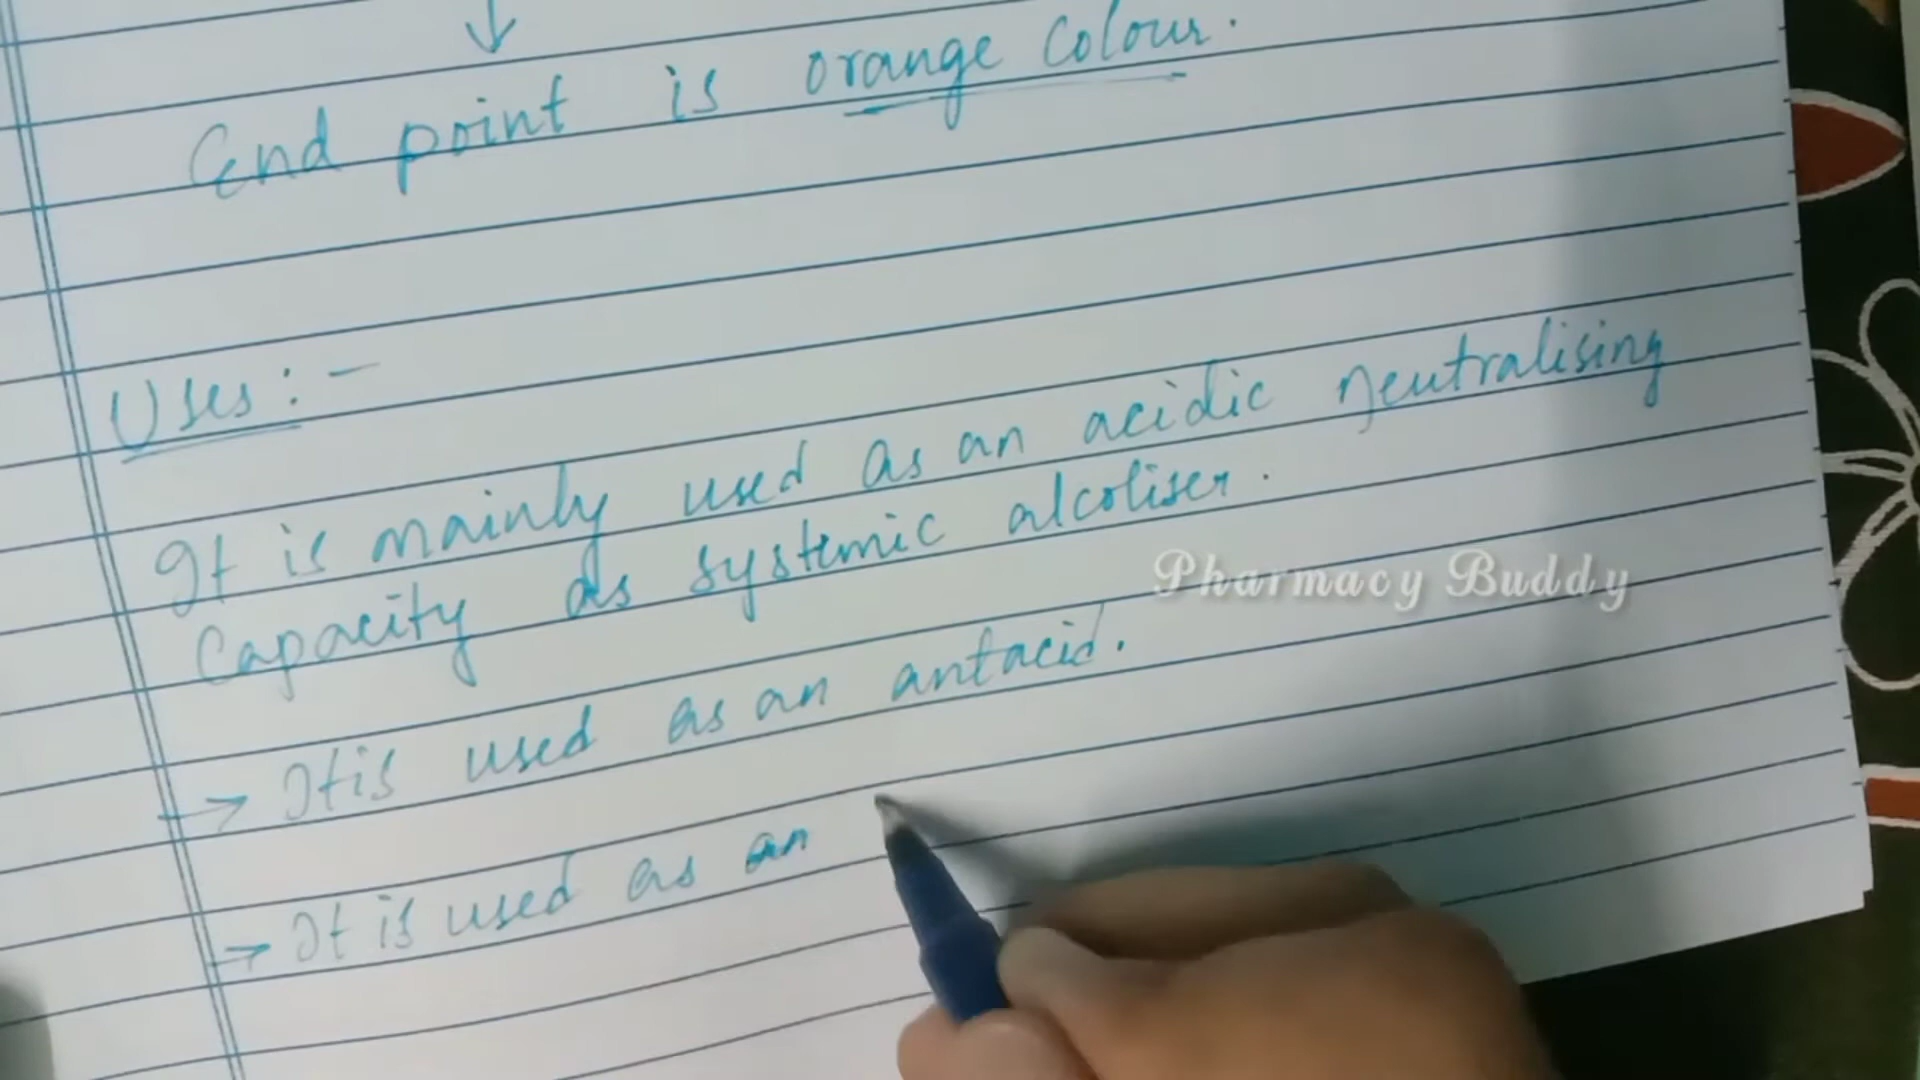 End point is orange colour.
Uses:-
It is mainly used as an acidic neutralising
Capacity as systemic alcoliser.
Pharmacy Buddy
→ It is used as an antacid.
→ It is used as an